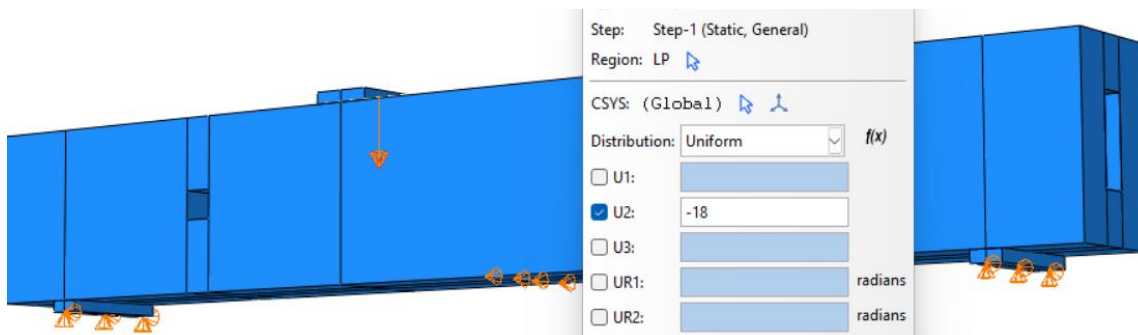 Step: Step-1 (Static, General)
Region: LP
CSYS: (Global)
Distribution: Uniform f(x)
U1:
U2: -18
U3:
UR1: radians
UR2: radians